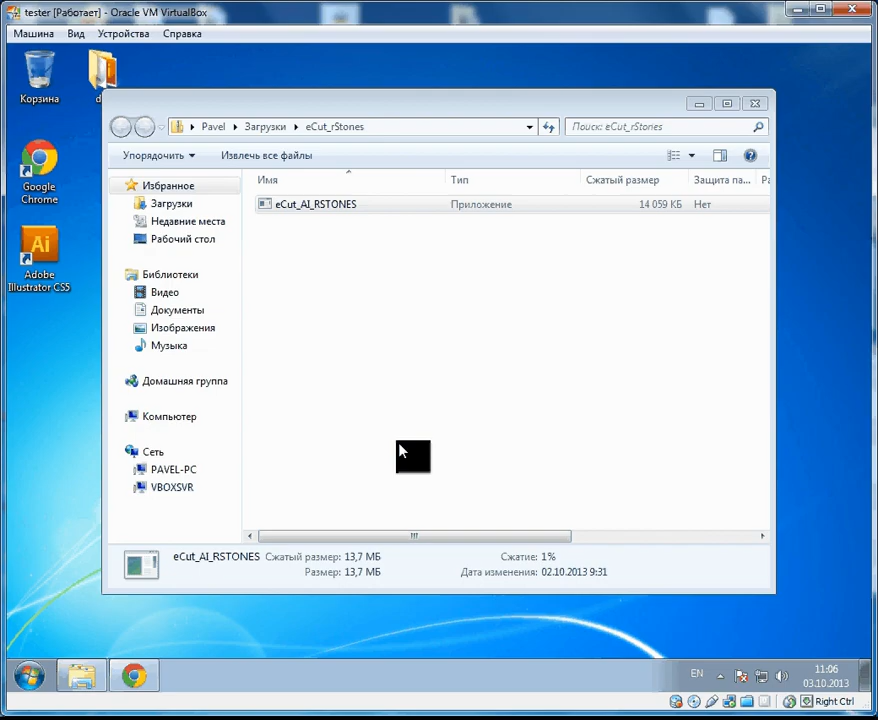 tester [Работает] - Oracle VM VirtualBox
Машина Вид Устройства Справка
Корзина
d
Google
Chrome
Ai
Adobe
Illustrator CS5
Pavel Загрузки eCut_rStones
Поиск: eCut_rStones
Упорядочить Извлечь все файлы
Избранное
Загрузки
Недавние места
Рабочий стол
Библиотеки
Видео
Документы
Изображения
Музыка
Домашняя группа
Компьютер
Сеть
PAVEL-PC
VBOXSVR
Имя Тип Сжатый размер Защита па... Ра
eCut_AI_RSTONES Приложение 14 059 КБ Нет
eCut_AI_RSTONES Сжатый размер: 13,7 МБ Сжатие: 1%
Размер: 13,7 МБ Дата изменения: 02.10.2013 9:31
EN
11:06
03.10.2013
Right Ctrl